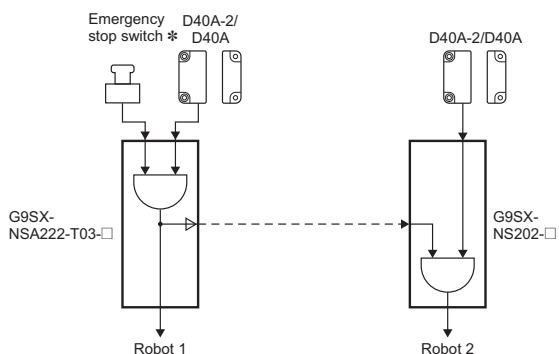 Emergency
stop switch *
D40A-2/
D40A
D40A-2/D40A
G9SX-
NSA222-T03-□
G9SX-
NS202-□
Robot 1
Robot 2